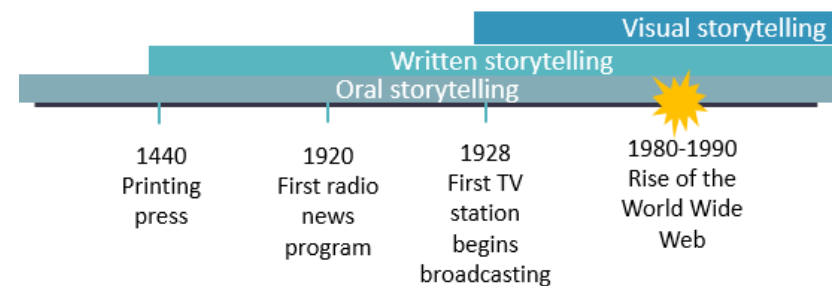 Visual storytelling
Written storytelling
Oral storytelling
1440
Printing
press
1920
First radio
news
program
1928
First TV
station
begins
broadcasting
1980-1990
Rise of the
World Wide
Web